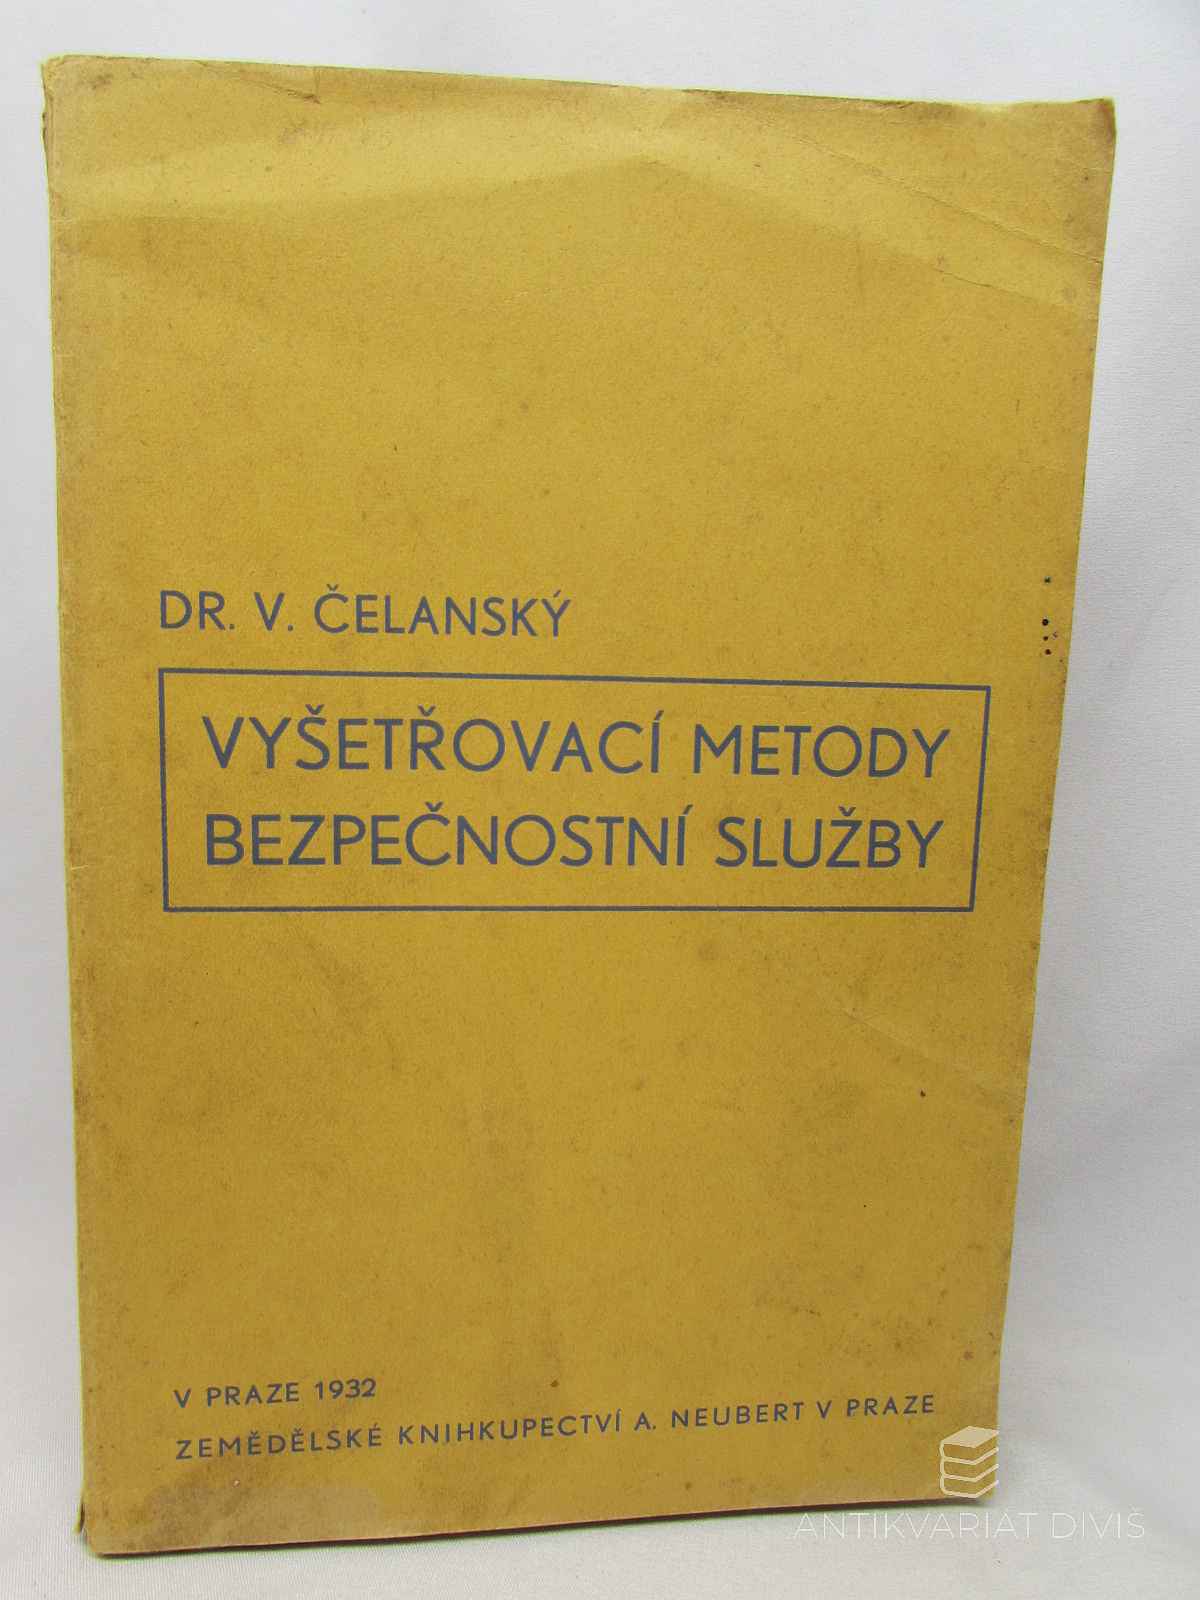 DR. V. ČELANSKÝ
VYŠETŘOVACÍ METODY
BEZPEČNOSTNÍ SLUŽBY
V PRAZE 1932
ZEMĚDĚLSKÉ KNIHKUPECTVÍ A. NEUBERT V PRAZE
ANTIKVARIÁT DIVIŠ